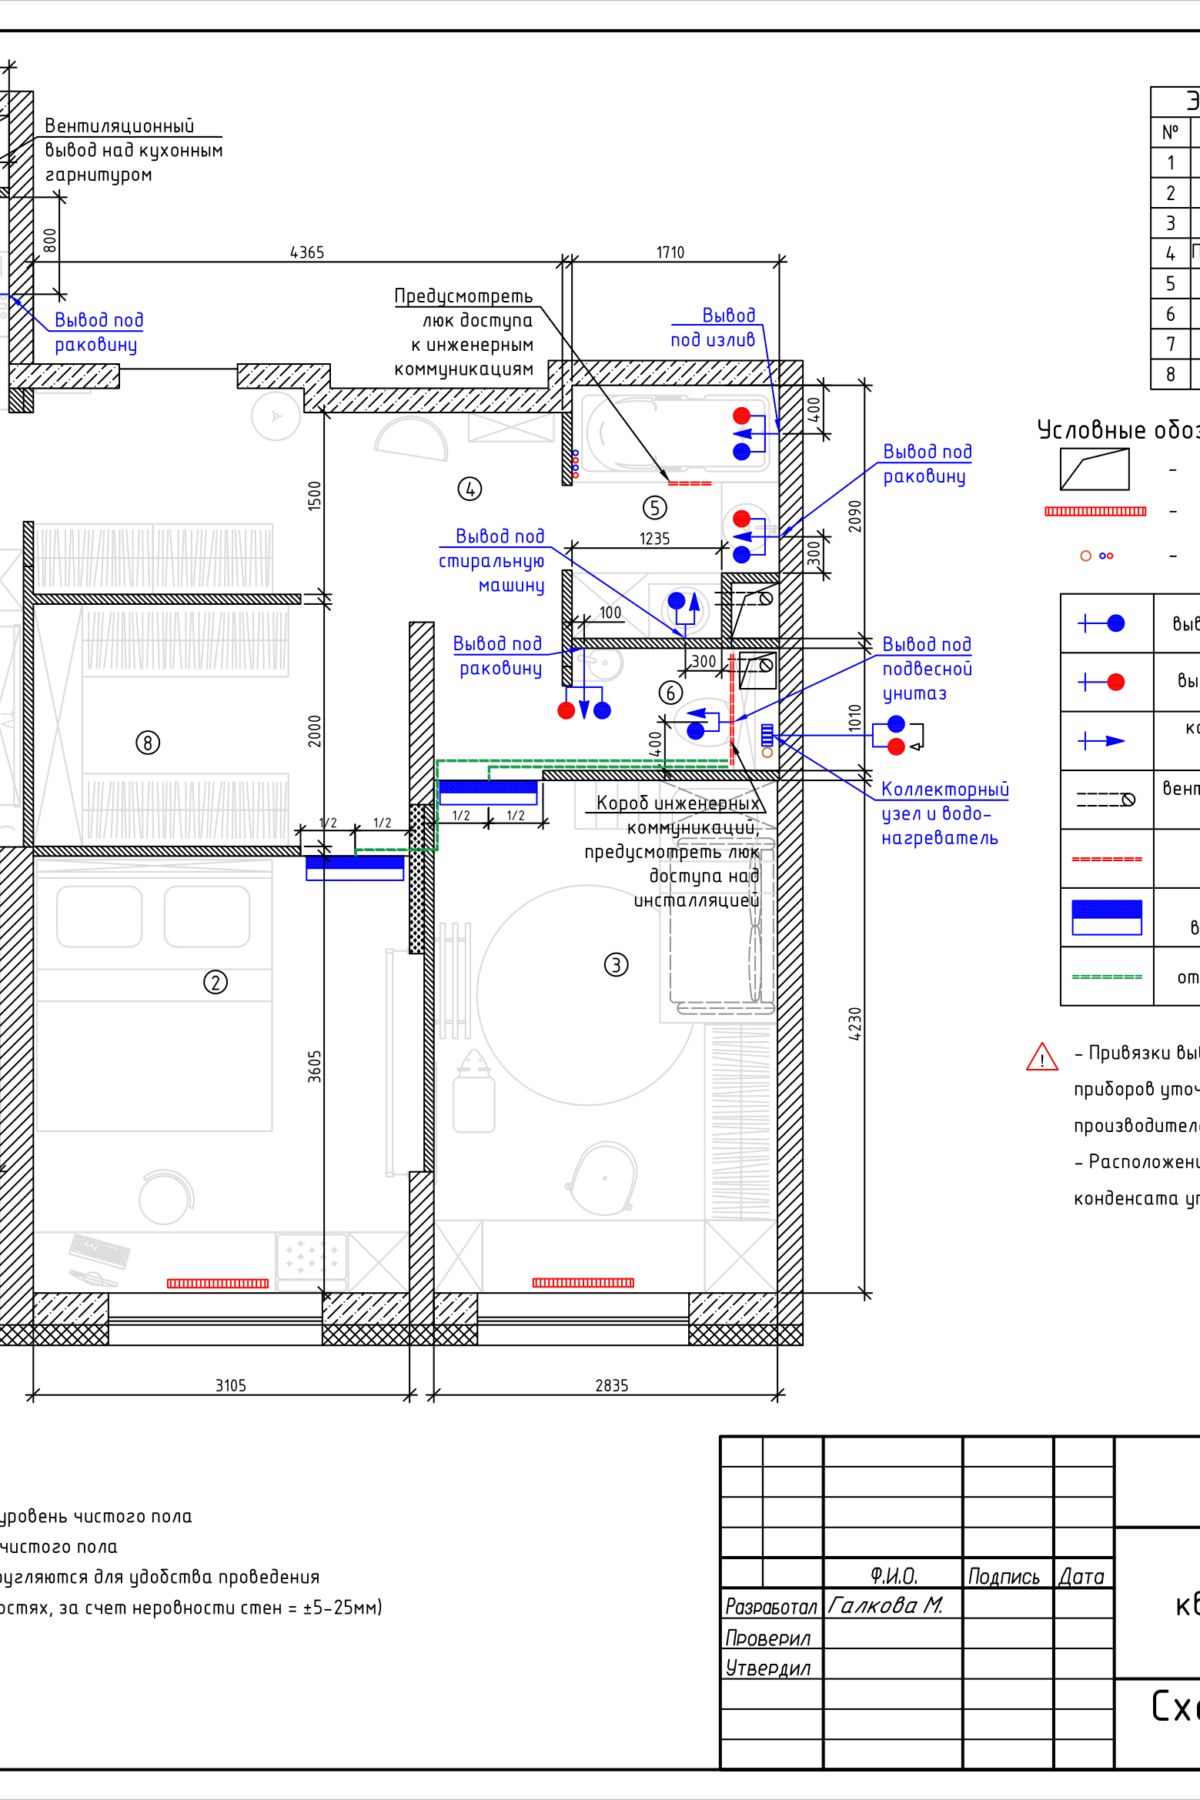 Вентиляционный
вывод над кухонным
гарнитуром
800
4365
1710
Вывод под
раковину
Предусмотреть
люк доступа
к инженерным
коммуникациям
Вывод
под излив
400
Вывод под
раковину
2090
300
1500
4
5
1235
Вывод под
стиральную
машину
100
Вывод под
раковину
300
6
Вывод под
подвесной
унитаз
1010
400
2000
8
Коллекторный
узел и водо-
нагреватель
1/2
1/2
1/2
1/2
Короб инженерных
коммуникаций,
предусмотреть люк
доступа над
инсталляцией
2
3
3605
4230
3105
2835
Э
№
1
2
3
4
П
5
6
7
8
Условные обоз
-
-
-
выв
вы
ко
вент
в
от
!
- Привязки выв
приборов уточ
производител
- Расположени
конденсата ут
уровень чистого пола
чистого пола
ругляются для удобства проведения
остях, за счет неровности стен = ±5-25мм)
Ф.И.О.
Подпись
Дата
Разработал
Галкова М.
Проверил
Утвердил
кв
Схе